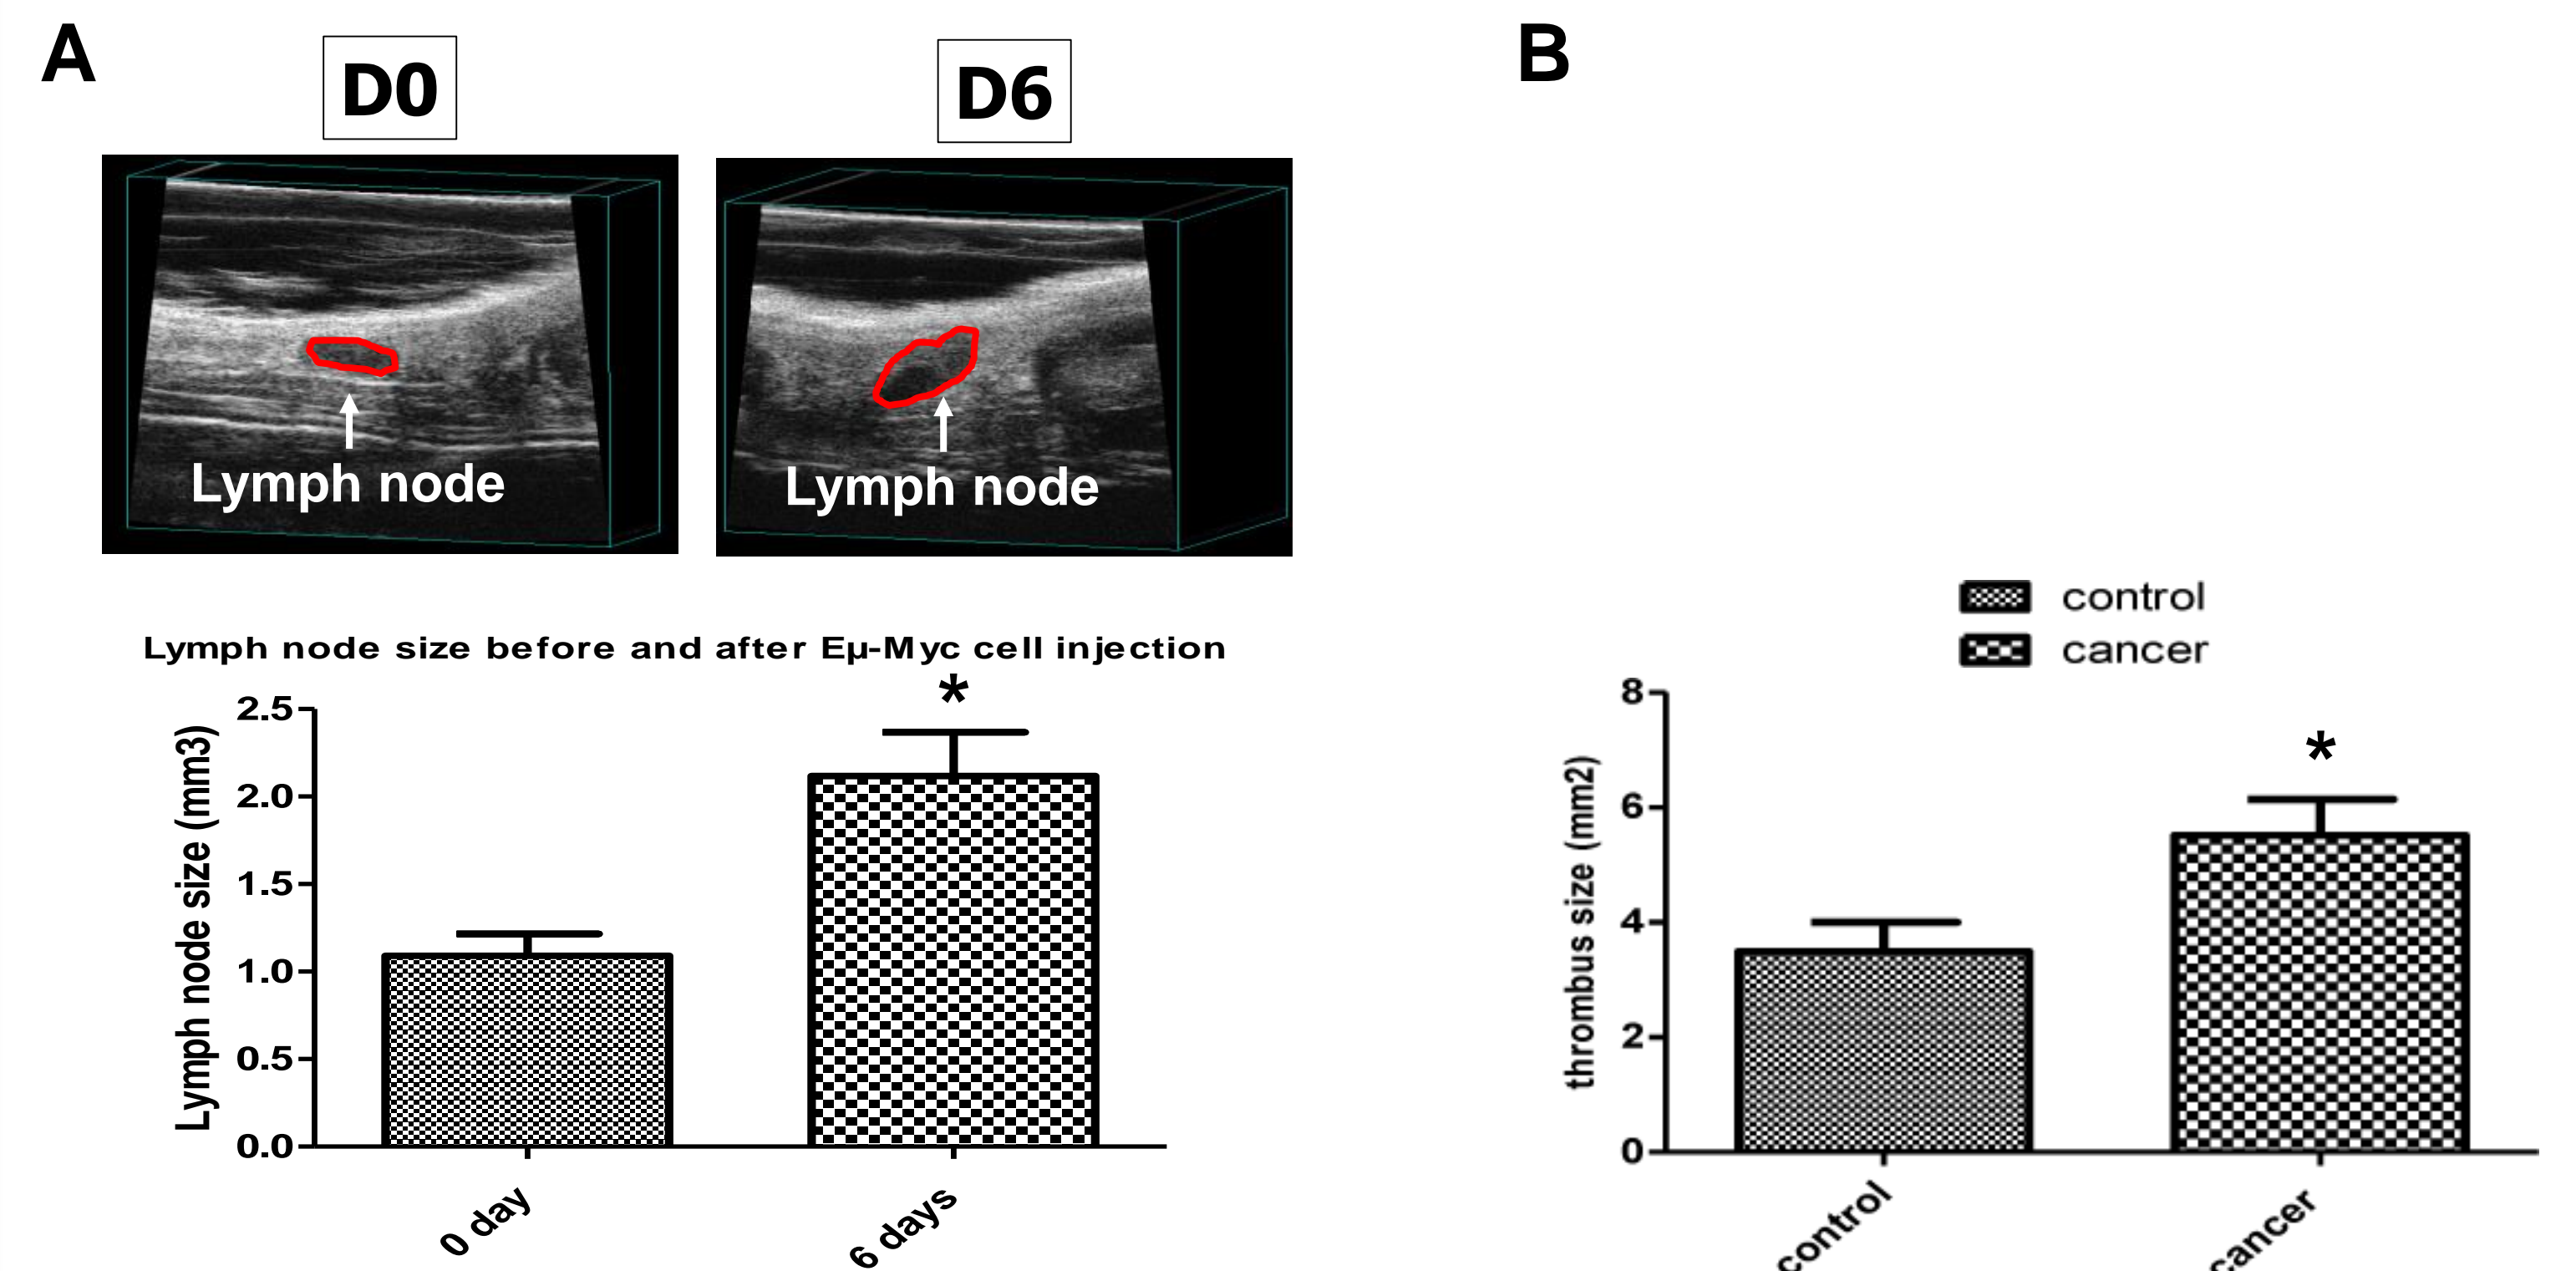 A
D0
D6
Lymph node
Lymph node
Lymph node size before and after Eµ-Myc cell injection
*
Lymph node size (mm3)
2.5
2.0
1.5
1.0
0.5
0.0
0 day
6 days
B
control
cancer
*
thrombus size (mm2)
8
6
4
2
0
control
cancer